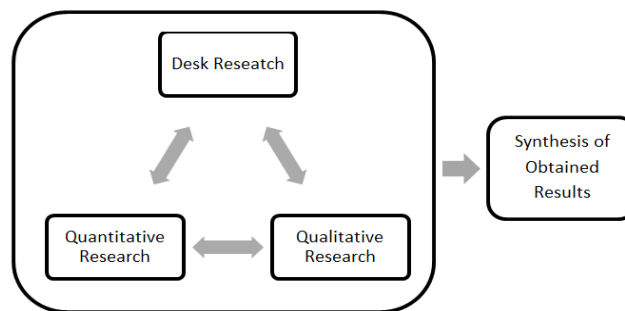 Desk Reseatch
Synthesis of
Obtained
Results
Quantitative
Research
Qualitative
Research